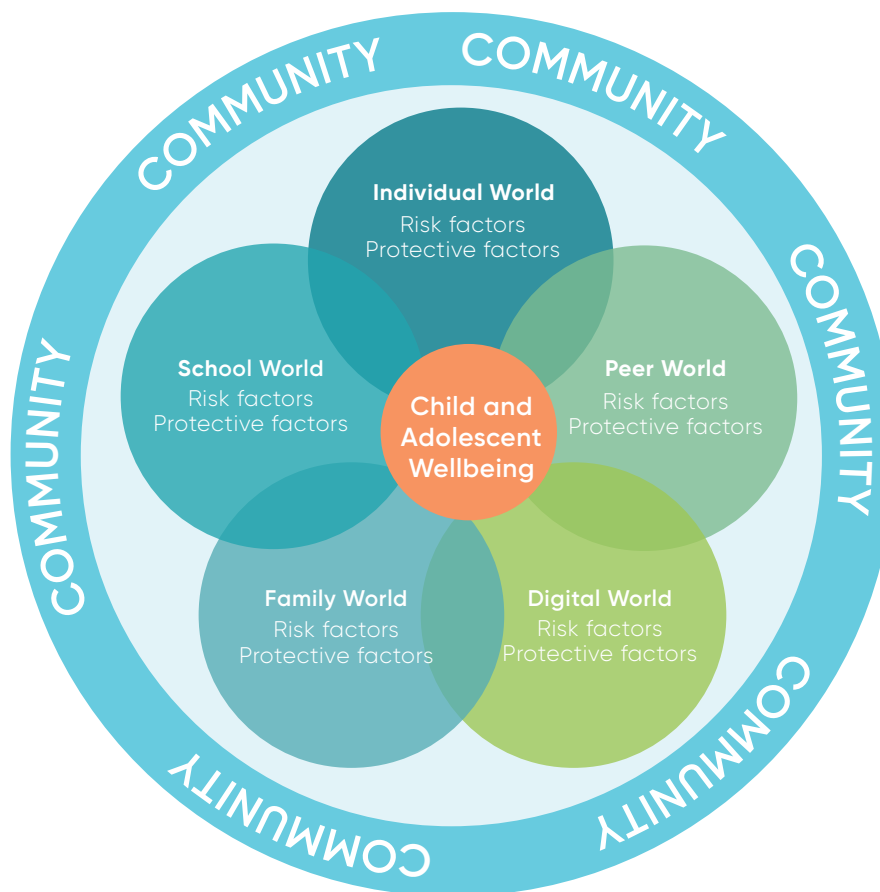 COMMUNITY
COMMUNITY
COMMUNITY
COMMUNITY
COMMUNITY
COMMUNITY
Individual World
Risk factors
Protective factors
School World
Risk factors
Protective factors
Peer World
Risk factors
Protective factors
Child and
Adolescent
Wellbeing
Family World
Risk factors
Protective factors
Digital World
Risk factors
Protective factors